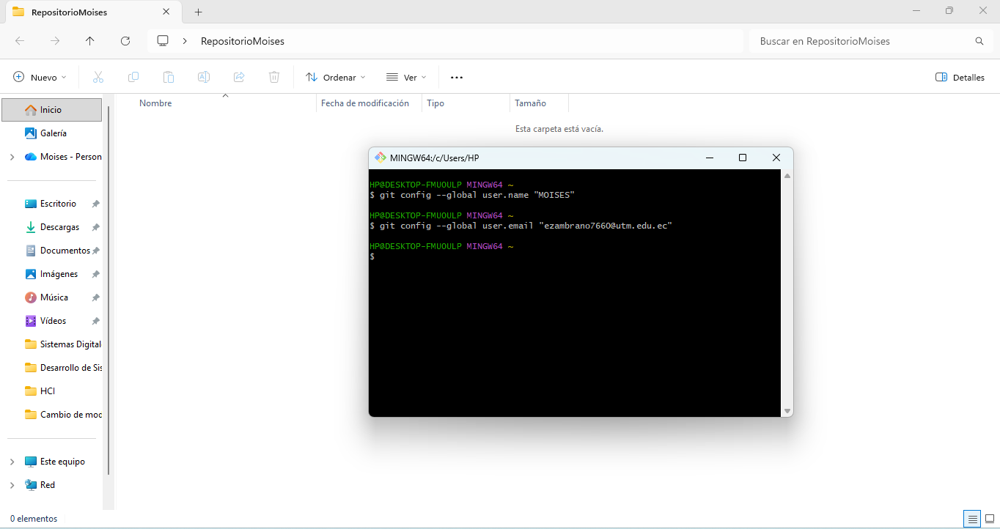 RepositorioMoises
RepositorioMoises
Buscar en RepositorioMoises
Nuevo
Ordenar
Ver
Detalles
Inicio
Galería
Moises - Person
Escritorio
Descargas
Documentos
Imágenes
Música
Vídeos
Sistemas Digital
Desarrollo de Sis
HCI
Cambio de mod
Este equipo
Red
Nombre
Fecha de modificación
Tipo
Tamaño
Esta carpeta está vacía.
MINGW64:/c/Users/HP
HP@DESKTOP-FMUOULP MINGW64 ~
$ git config --global user.name "MOISES"
HP@DESKTOP-FMUOULP MINGW64 ~
$ git config --global user.email "ezambrano7660@utm.edu.ec"
HP@DESKTOP-FMUOULP MINGW64 ~
$
0 elementos